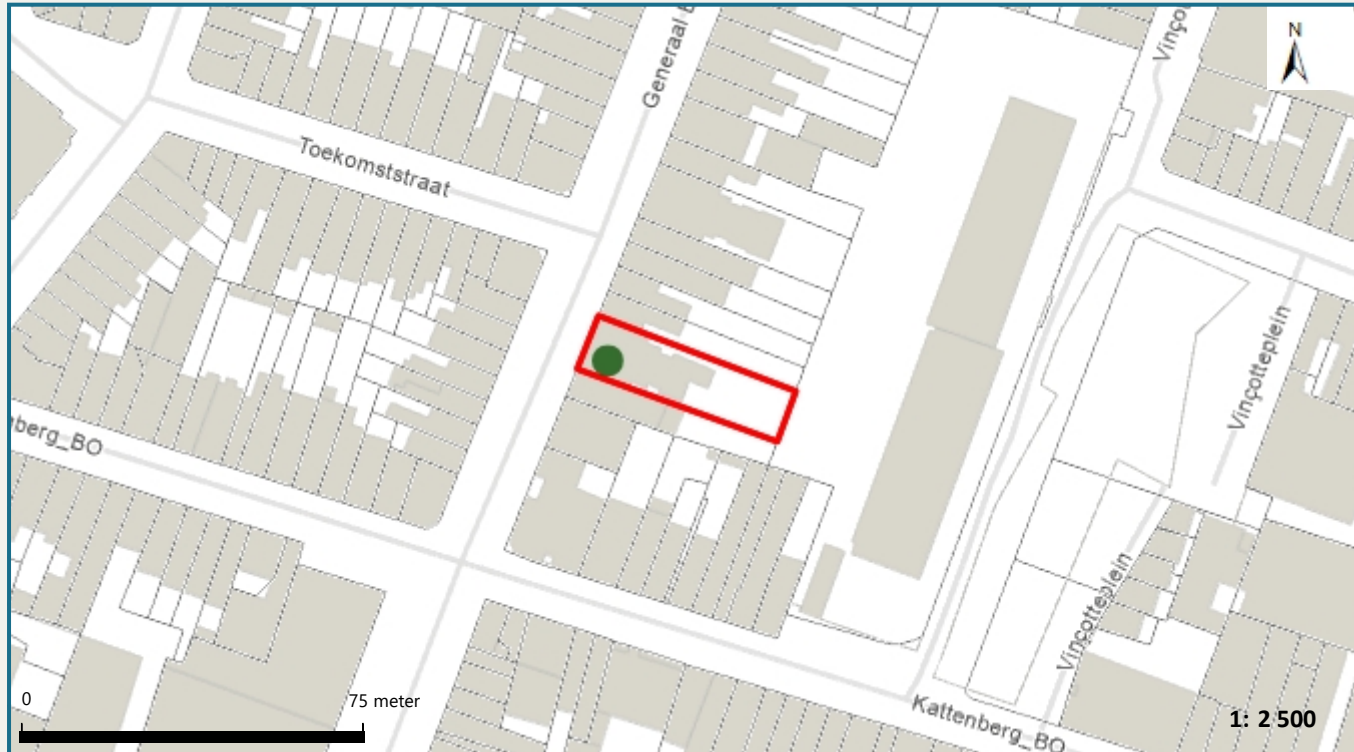 N
Generaal
Vinço
Toekomststraat
Vinçotteplein
Vinçotteplein
berg_BO
Kattenberg_BO
0
75 meter
1: 2 500